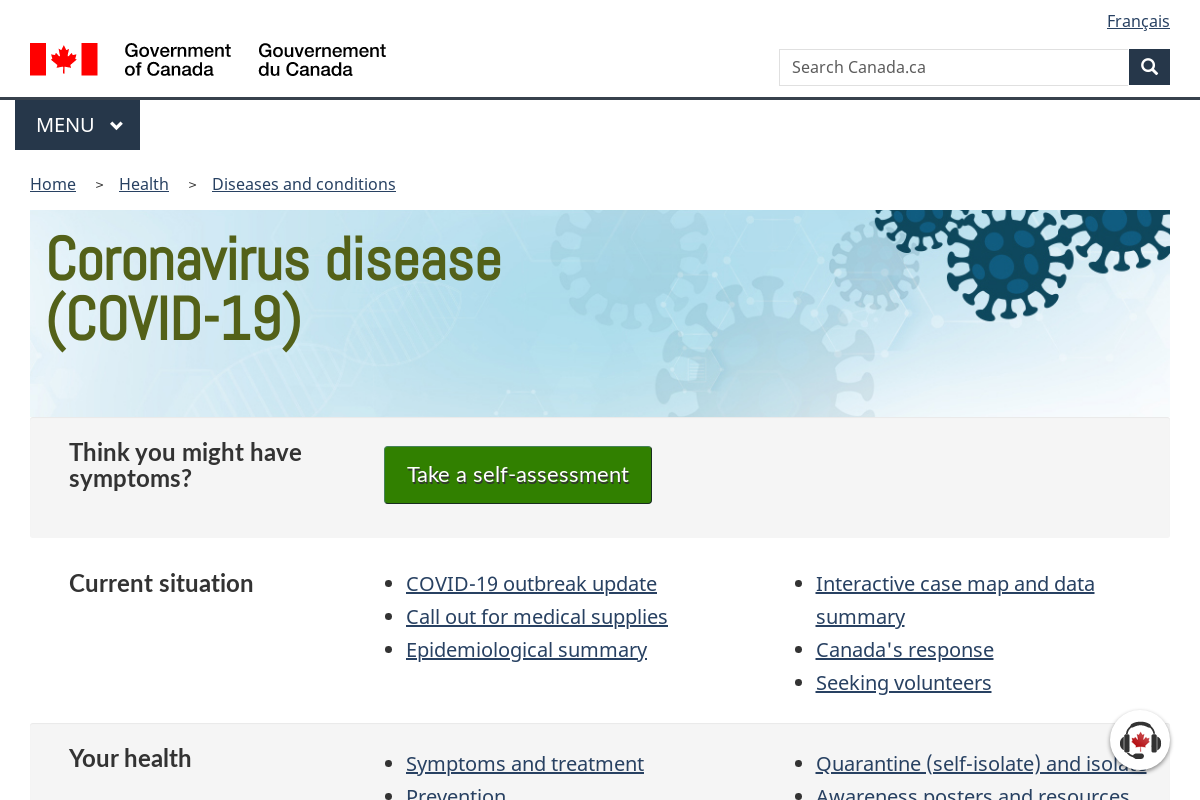 Français
Government of Canada
Gouvernement du Canada
Search Canada.ca
MENU
Home > Health > Diseases and conditions
Coronavirus disease
(COVID-19)
Think you might have
symptoms?
Take a self-assessment
Current situation
COVID-19 outbreak update
Call out for medical supplies
Epidemiological summary
Interactive case map and data
summary
Canada's response
Seeking volunteers
Your health
Symptoms and treatment
Prevention
Quarantine (self-isolate) and
Awareness posters and resources